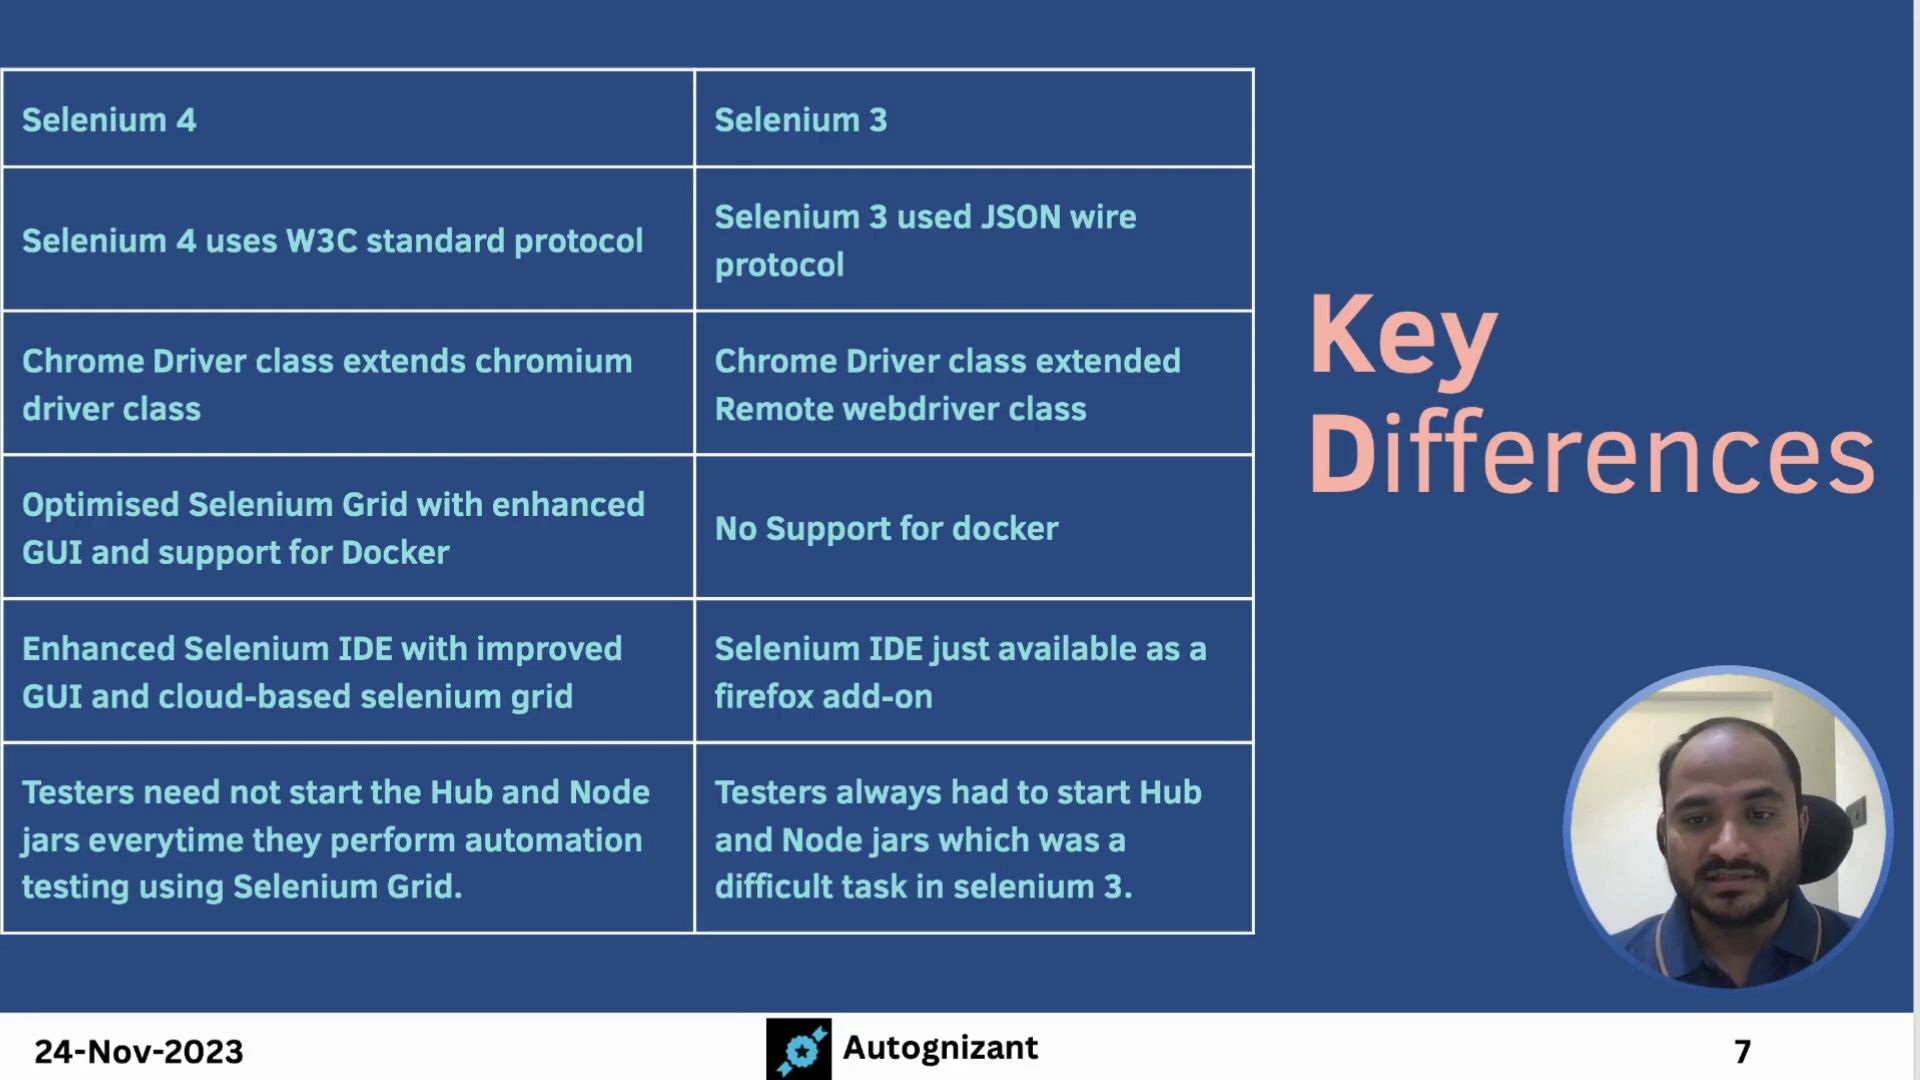 Selenium 4
Selenium 3
Selenium 4 uses W3C standard protocol
Selenium 3 used JSON wire
protocol
Chrome Driver class extends chromium
driver class
Chrome Driver class extended
Remote webdriver class
Optimised Selenium Grid with enhanced
GUI and support for Docker
No Support for docker
Enhanced Selenium IDE with improved
GUI and cloud-based selenium grid
Selenium IDE just available as a
firefox add-on
Testers need not start the Hub and Node
jars everytime they perform automation
testing using Selenium Grid.
Testers always had to start Hub
and Node jars which was a
difficult task in selenium 3.
Key
Differences
24-Nov-2023
Autognizant
7